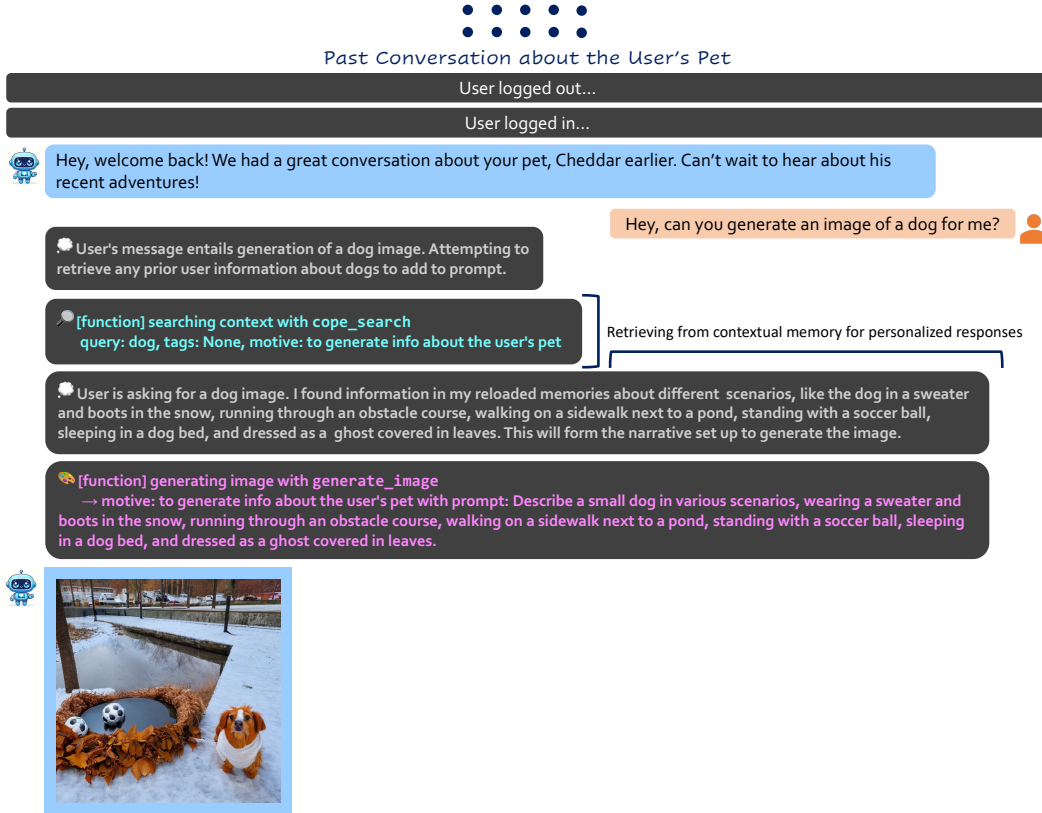 Past Conversation about the User's Pet
User logged out...
User logged in...
Hey, welcome back! We had a great conversation about your pet, Cheddar earlier. Can't wait to hear about his
recent adventures!
Hey, can you generate an image of a dog for me?
User's message entails generation of a dog image. Attempting to
retrieve any prior user information about dogs to add to prompt.
[function] searching context with cope_search
query: dog, tags: None, motive: to generate info about the user's pet
Retrieving from contextual memory for personalized responses
User is asking for a dog image. I found information in my reloaded memories about different scenarios, like the dog in a sweater
and boots in the snow, running through an obstacle course, walking on a sidewalk next to a pond, standing with a soccer ball,
sleeping in a dog bed, and dressed as a ghost covered in leaves. This will form the narrative set up to generate the image.
[function] generating image with generate_image
→ motive: to generate info about the user's pet with prompt: Describe a small dog in various scenarios, wearing a sweater and
boots in the snow, running through an obstacle course, walking on a sidewalk next to a pond, standing with a soccer ball, sleeping
in a dog bed, and dressed as a ghost covered in leaves.